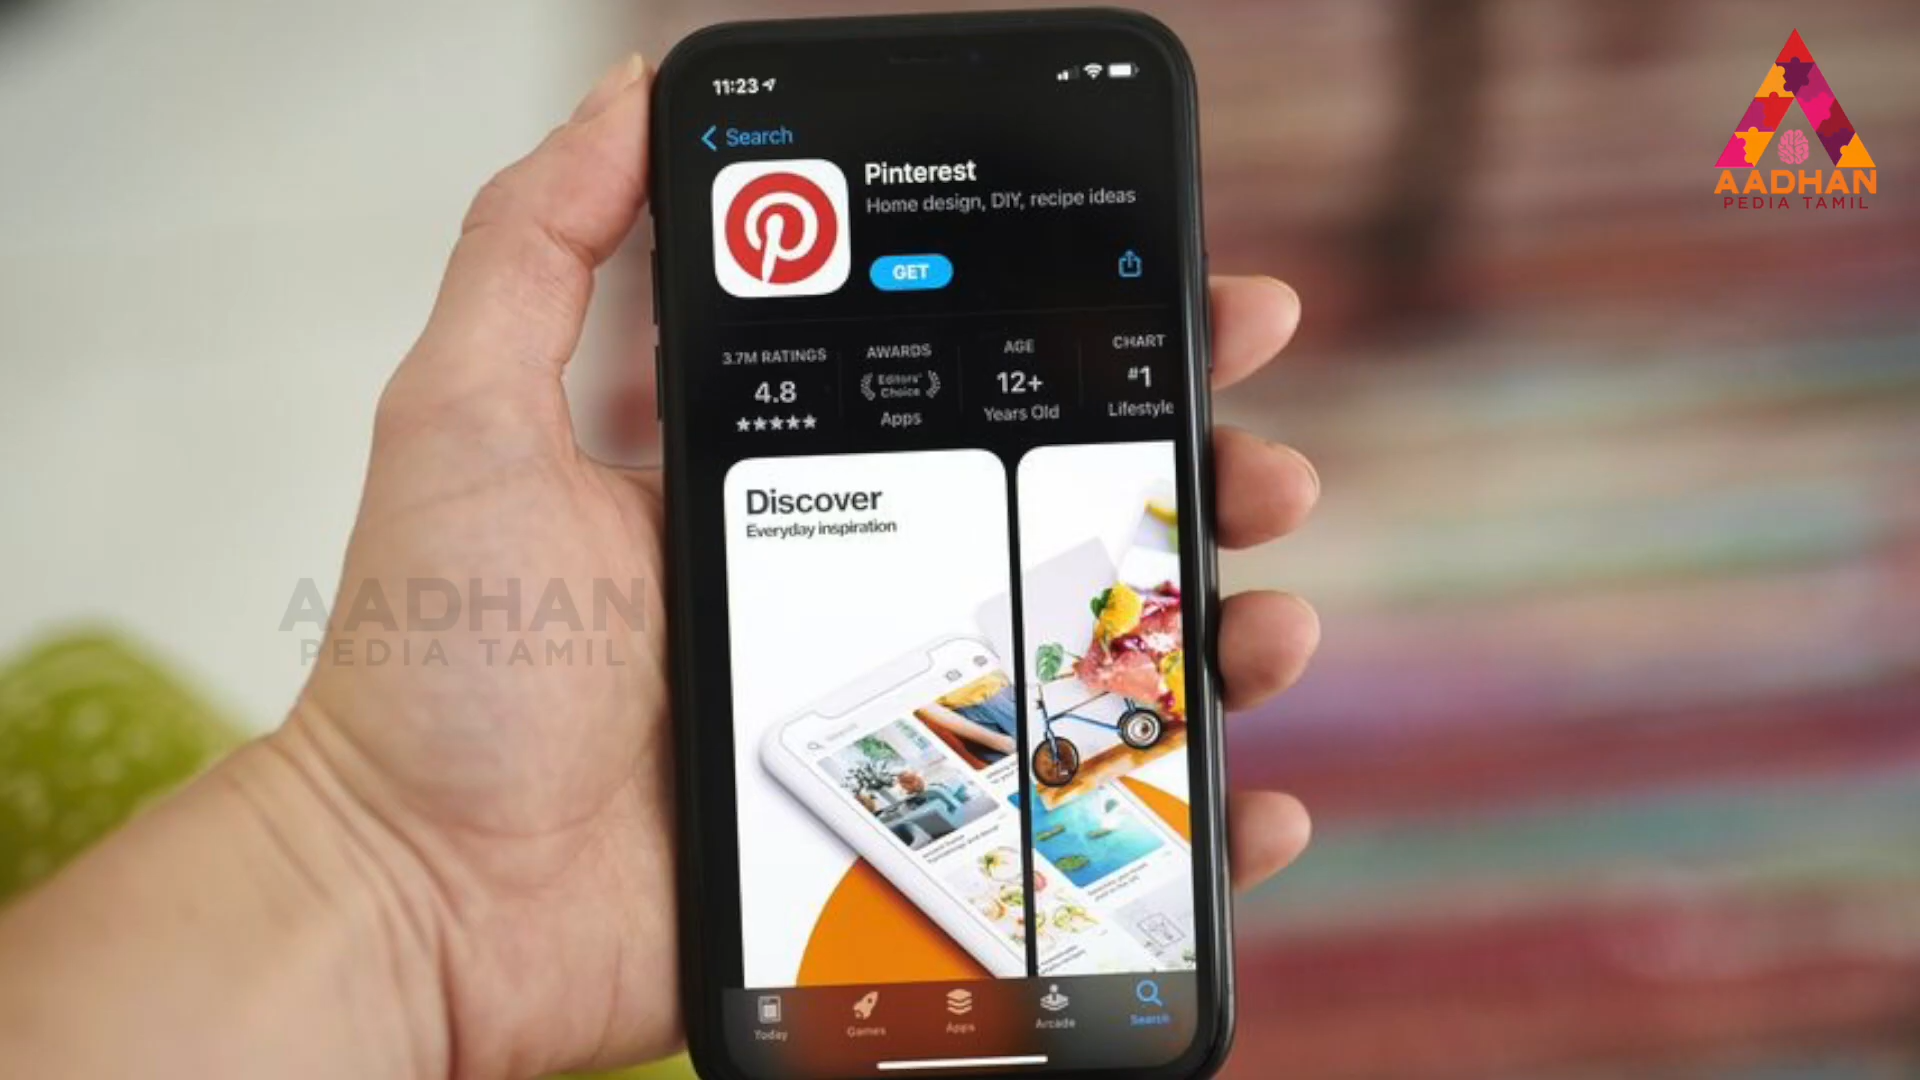 11:23
Search
Pinterest
Home design, DIY, recipe ideas
GET
3.7M RATINGS
4.8
AWARDS
Editors'
Choice
Apps
AGE
12+
Years Old
CHART
#1
Lifestyle
Discover
Everyday inspiration
Search
Today
Games
Apps
Arcade
Search
AADHAN
PEDIA TAMIL
AADHAN
PEDIA TAMIL